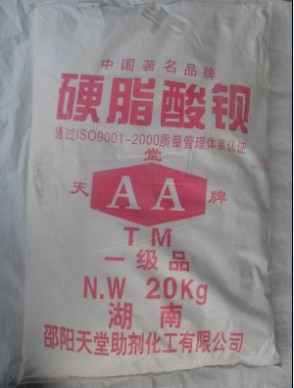 中国著名品牌
硬脂酸钡
通过ISO9001-2000质量管理体系认证
堂
天 AA 牌
TM
一级品
N.W 20Kg
湖南
邵阳天堂助剂化工有限公司